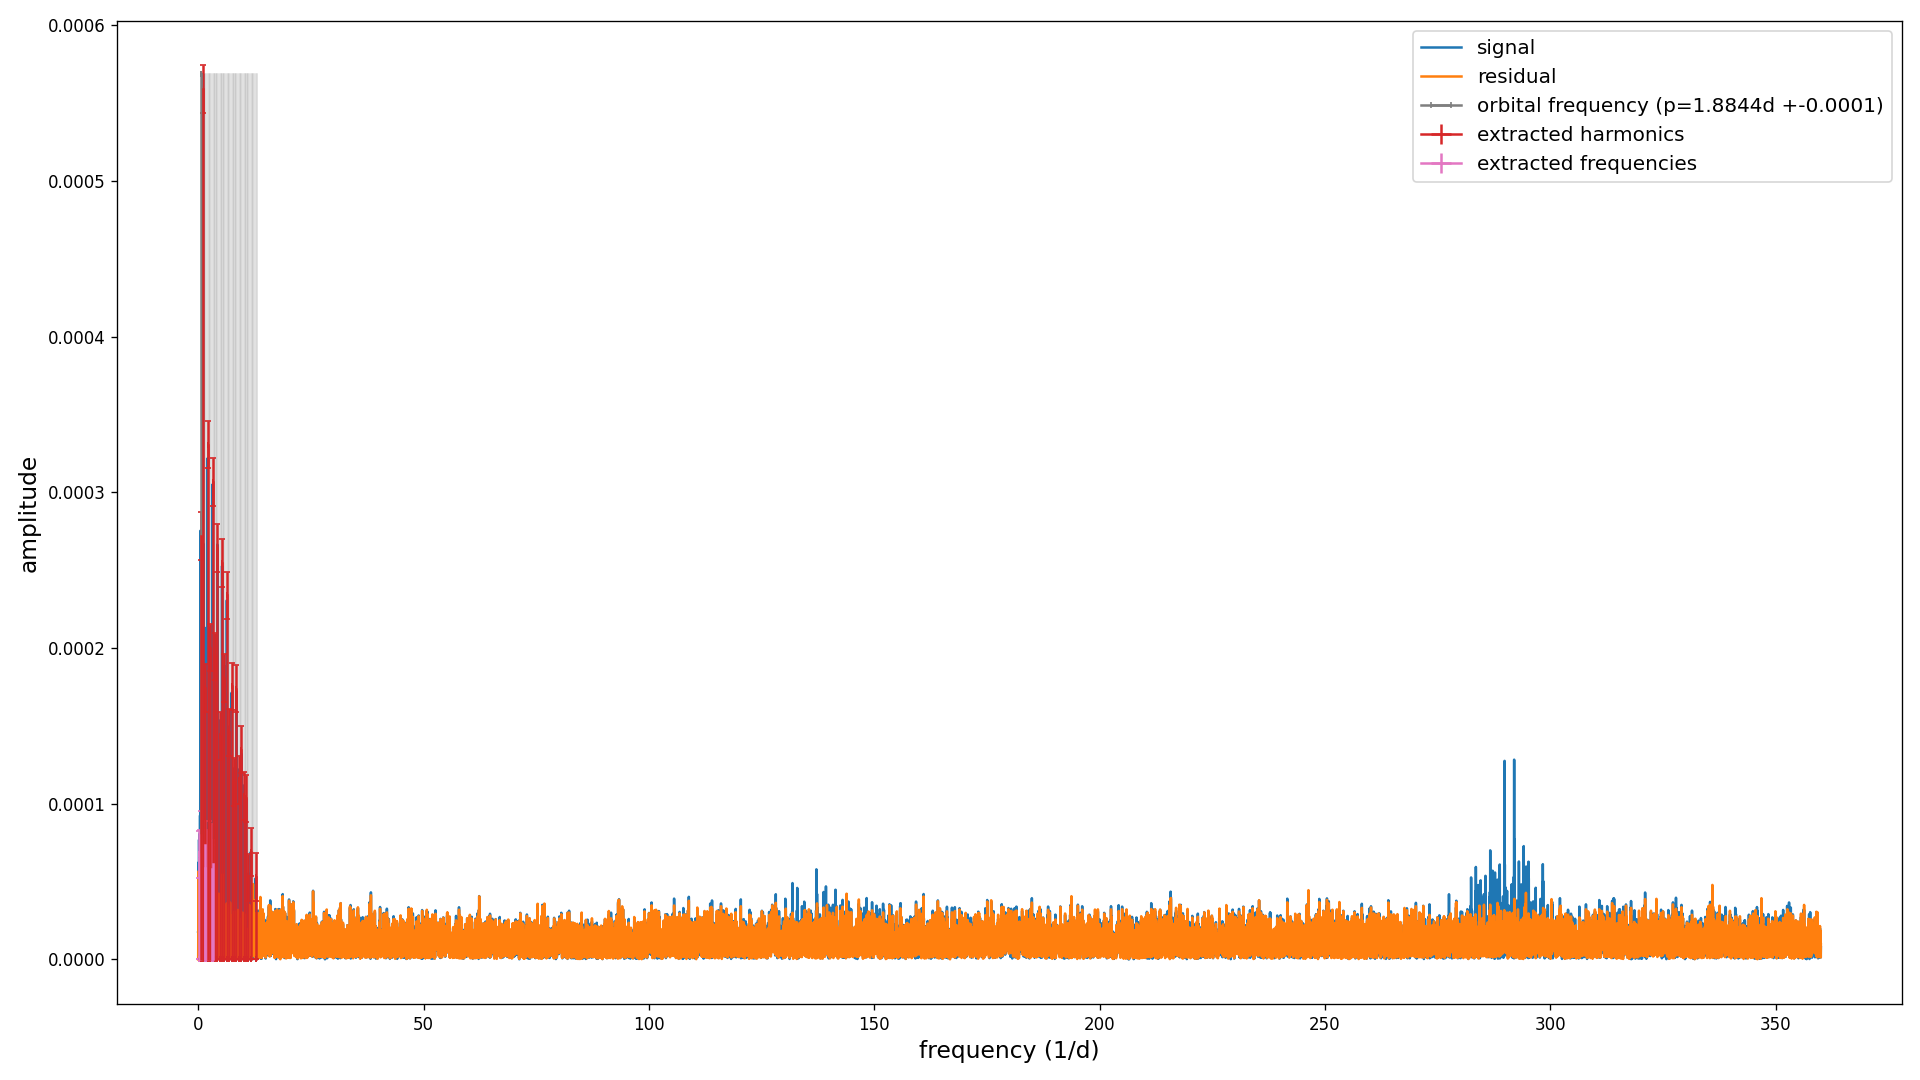 0.0006
0.0005
0.0004
0.0003
0.0002
0.0001
0.0000
amplitude
signal
residual
orbital frequency (p=1.8844d +-0.0001)
extracted harmonics
extracted frequencies
0 50 100 150 200 250 300 350
frequency (1/d)